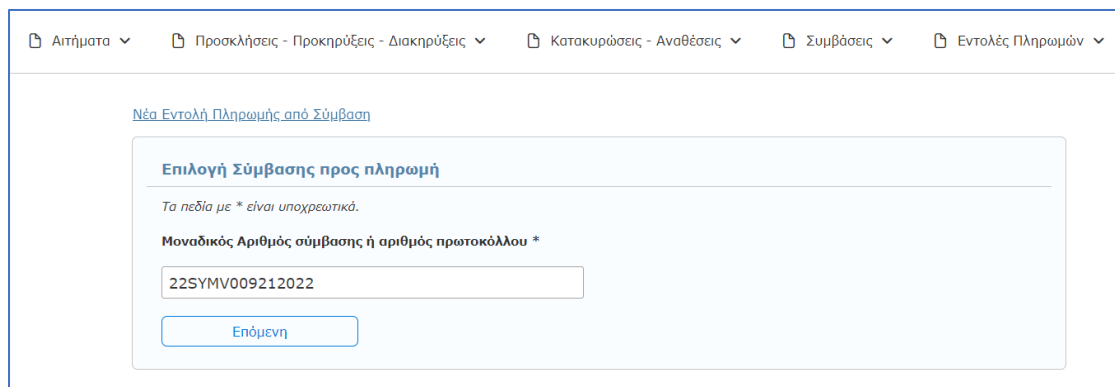 Αιτήματα Προσκλήσεις - Προκηρύξεις - Διακηρύξεις Κατακυρώσεις - Αναθέσεις Συμβάσεις Εντολές Πληρωμών
Νέα Εντολή Πληρωμής από Σύμβαση
Επιλογή Σύμβασης προς πληρωμή
Τα πεδία με * είναι υποχρεωτικά.
Μοναδικός Αριθμός σύμβασης ή αριθμός πρωτοκόλλου *
22SYMV009212022
Επόμενη